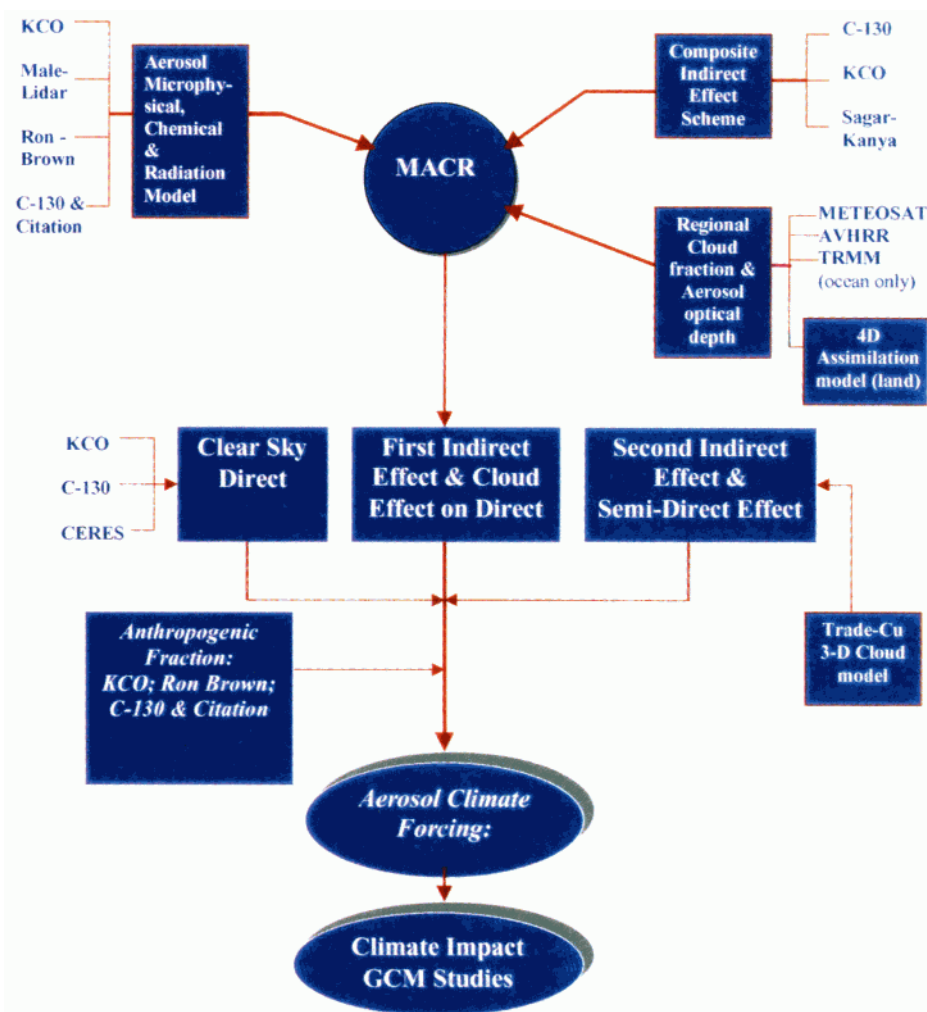 KCO
Male-
Lidar
Ron -
Brown
C-130 &
Citation
Aerosol
Microphy-
sical,
Chemical
&
Radiation
Model
MACR
Composite
Indirect
Effect
Scheme
C-130
KCO
Sagar-
Kanya
Regional
Cloud
fraction &
Aerosol
optical
depth
METEOSAT
AVHRR
TRMM
(ocean only)
4D
Assimilation
model (land)
KCO
C-130
CERES
Clear Sky
Direct
First Indirect
Effect & Cloud
Effect on Direct
Second Indirect
Effect &
Semi-Direct Effect
Anthropogenic
Fraction:
KCO; Ron Brown;
C-130 & Citation
Trade-Cu
3-D Cloud
model
Aerosol Climate
Forcing:
Climate Impact
GCM Studies